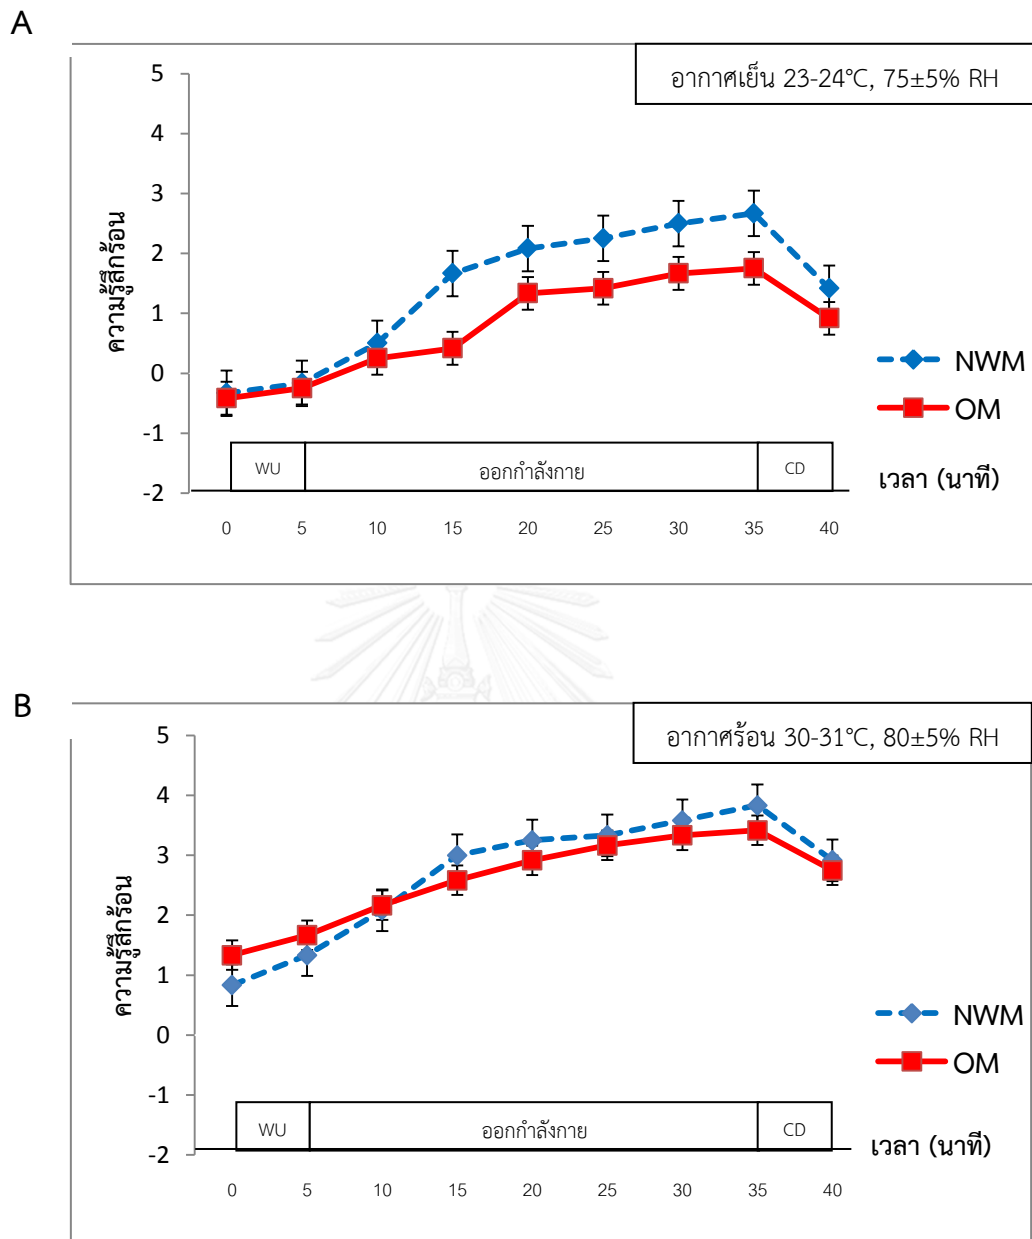 A
อากาศเย็น 23-24°C, 75±5% RH
5
4
3
2
1
0
-1
-2
ความรู้สึกร้อน
NWM
OM
WU
ออกกำลังกาย
CD
เวลา (นาที)
0 5 10 15 20 25 30 35 40
B
อากาศร้อน 30-31°C, 80±5% RH
5
4
3
2
1
0
-1
-2
ความรู้สึกร้อน
NWM
OM
WU
ออกกำลังกาย
CD
เวลา (นาที)
0 5 10 15 20 25 30 35 40